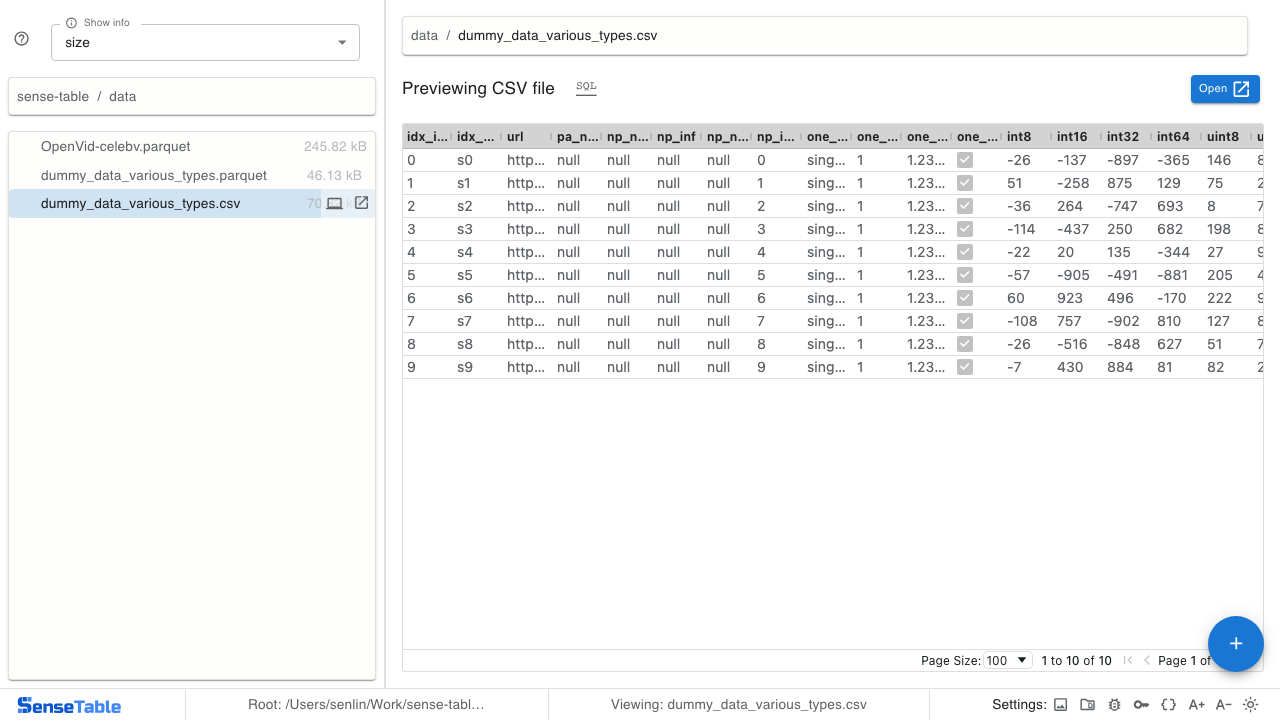 Show info
size
sense-table / data
OpenVid-celebv.parquet 245.82 kB
dummy_data_various_types.parquet 46.13 kB
dummy_data_various_types.csv
data / dummy_data_various_types.csv
Previewing CSV file SQL
Open
idx_i... idx_... url pa_n... np_n... np_inf np_n... np_i... one_... one_... one_... one_... int8 int16 int32 int64 uint8
0 s0 http... null null null null 0 sing... 1 1.23... -26 -137 -897 -365 146
1 s1 http... null null null null 1 sing... 1 1.23... 51 -258 875 129 75
2 s2 http... null null null null 2 sing... 1 1.23... -36 264 -747 693 8
3 s3 http... null null null null 3 sing... 1 1.23... -114 -437 250 682 198
4 s4 http... null null null null 4 sing... 1 1.23... -22 20 135 -344 27
5 s5 http... null null null null 5 sing... 1 1.23... -57 -905 -491 -881 205
6 s6 http... null null null null 6 sing... 1 1.23... 60 923 496 -170 222
7 s7 http... null null null null 7 sing... 1 1.23... -108 757 -902 810 127
8 s8 http... null null null null 8 sing... 1 1.23... -26 -516 -848 627 51
9 s9 http... null null null null 9 sing... 1 1.23... -7 430 884 81 82
Page Size: 100 1 to 10 of 10 Page 1 of
+
SenseTable
Root: /Users/senlin/Work/sense-tabl...
Viewing: dummy_data_various_types.csv
Settings: A+ A-